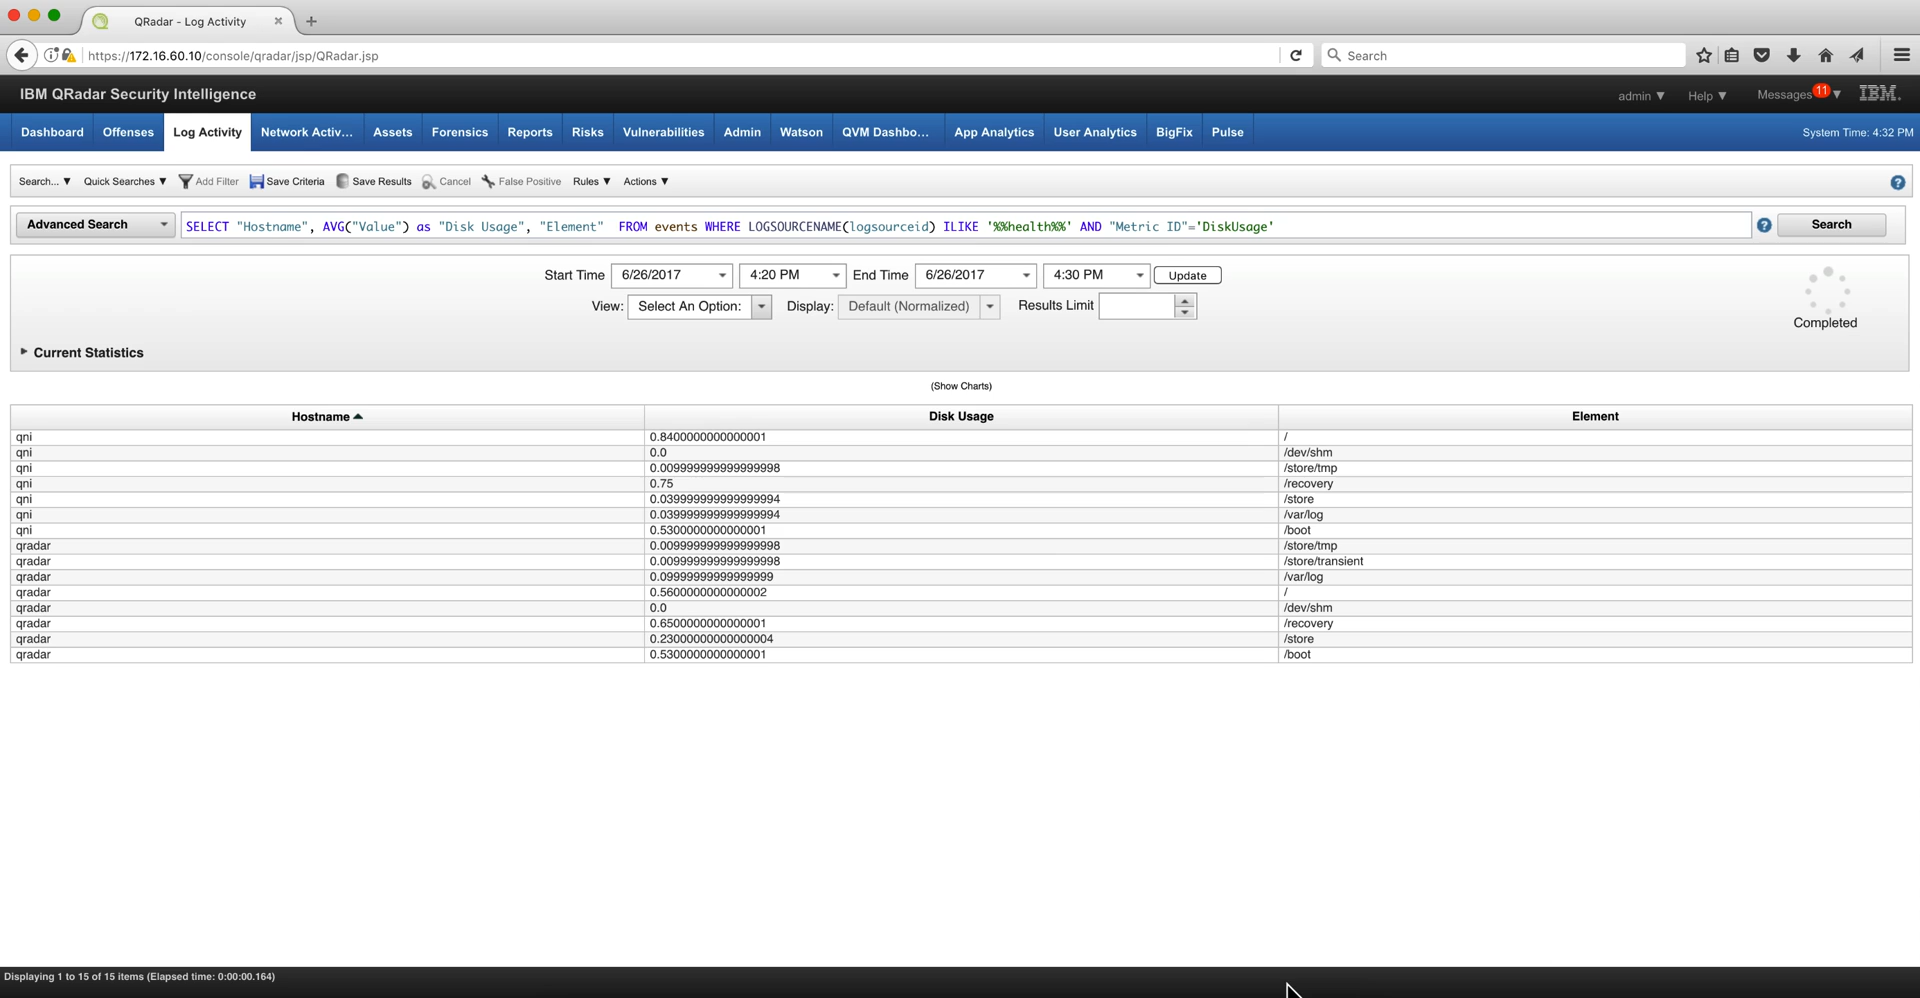 QRadar - Log Activity
https://172.16.60.10/console/qradar/jsp/QRadar.jsp
Search
IBM QRadar Security Intelligence
admin ▼ Help ▼ Messages 11 ▼ IBM.
Dashboard Offenses Log Activity Network Activ... Assets Forensics Reports Risks Vulnerabilities Admin Watson QVM Dashbo... App Analytics User Analytics BigFix Pulse System Time: 4:32 PM
Search... ▼ Quick Searches ▼ Add Filter Save Criteria Save Results Cancel False Positive Rules ▼ Actions ▼ ?
Advanced Search SELECT "Hostname", AVG("Value") as "Disk Usage", "Element" FROM events WHERE LOGSOURCENAME(logsourceid) ILIKE '%%health%%' AND "Metric ID"='DiskUsage' ? Search
Start Time 6/26/2017 4:20 PM End Time 6/26/2017 4:30 PM Update
View: Select An Option: Display: Default (Normalized) Results Limit
Completed
Current Statistics
(Show Charts)
Hostname Disk Usage Element
qni 0.8400000000000001 /
qni 0.0 /dev/shm
qni 0.009999999999999998 /store/tmp
qni 0.75 /recovery
qni 0.039999999999999994 /store
qni 0.039999999999999994 /var/log
qni 0.5300000000000001 /boot
qradar 0.009999999999999998 /store/tmp
qradar 0.009999999999999998 /store/transient
qradar 0.09999999999999999 /var/log
qradar 0.5600000000000002 /
qradar 0.0 /dev/shm
qradar 0.6500000000000001 /recovery
qradar 0.23000000000000004 /store
qradar 0.5300000000000001 /boot
Displaying 1 to 15 of 15 items (Elapsed time: 0:00:00.164)